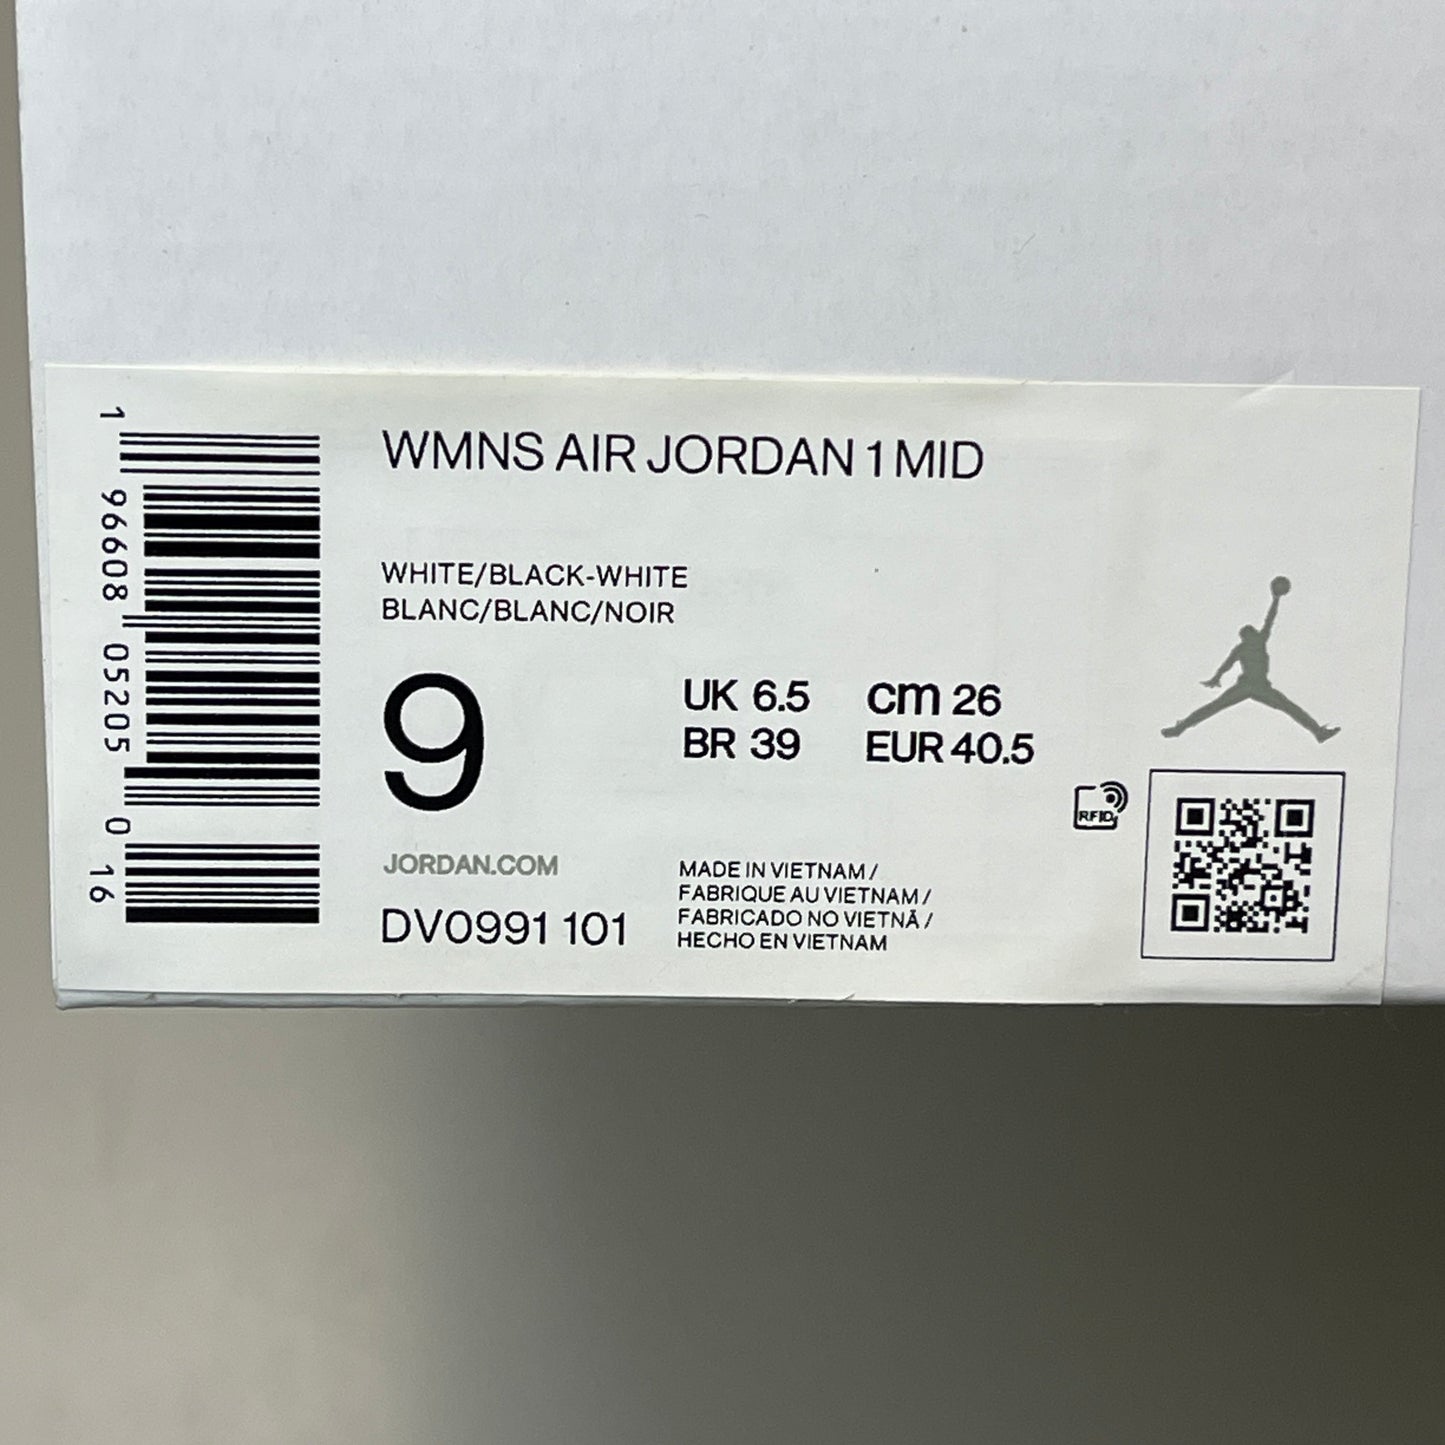 WMNS AIR JORDAN 1 MID
WHITE/BLACK-WHITE
BLANC/BLANC/NOIR
9
UK 6.5 cm 26
BR 39 EUR 40.5
RFID
JORDAN.COM
DV0991 101
MADE IN VIETNAM /
FABRIQUE AU VIETNAM /
FABRICADO NO VIETNÃ /
HECHO EN VIETNAM
1 96608 05205 0 16